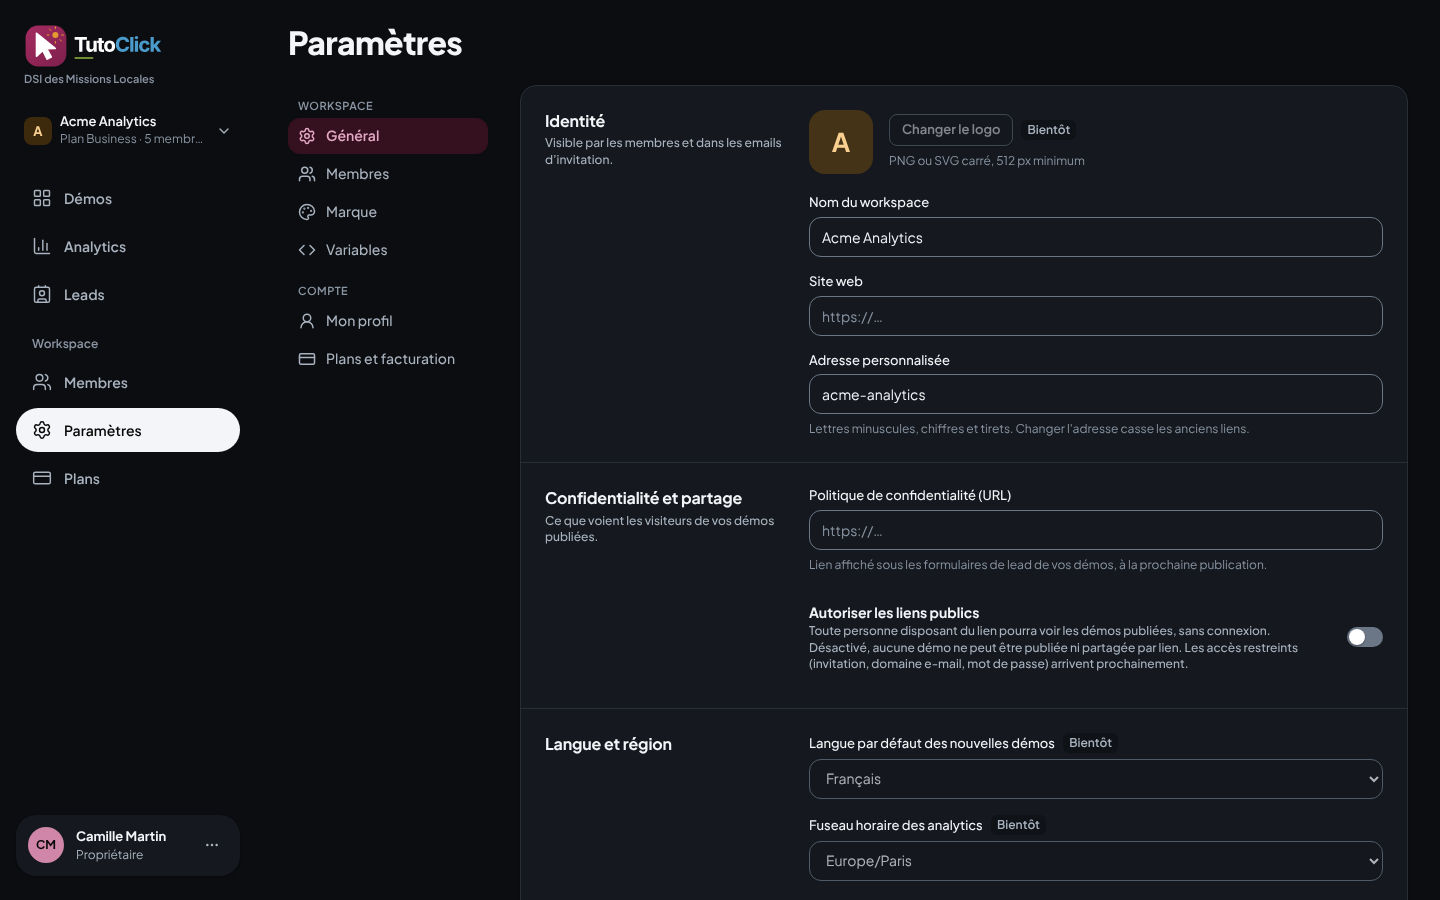 TutoClick
DSI des Missions Locales
A
Acme Analytics
Plan Business · 5 membr...
Démos
Analytics
Leads
Workspace
Membres
Paramètres
Plans
CM
Camille Martin
Propriétaire
Paramètres
WORKSPACE
Général
Membres
Marque
Variables
COMPTE
Mon profil
Plans et facturation
Identité
Visible par les membres et dans les emails
d'invitation.
A
Changer le logo
Bientôt
PNG ou SVG carré, 512 px minimum
Nom du workspace
Acme Analytics
Site web
https://...
Adresse personnalisée
acme-analytics
Lettres minuscules, chiffres et tirets. Changer l'adresse casse les anciens liens.
Confidentialité et partage
Ce que voient les visiteurs de vos démos
publiées.
Politique de confidentialité (URL)
https://...
Lien affiché sous les formulaires de lead de vos démos, à la prochaine publication.
Autoriser les liens publics
Toute personne disposant du lien pourra voir les démos publiées, sans connexion.
Désactivé, aucune démo ne peut être publiée ni partagée par lien. Les accès restreints
(invitation, domaine e-mail, mot de passe) arrivent prochainement.
Langue et région
Langue par défaut des nouvelles démos
Bientôt
Français
Fuseau horaire des analytics
Bientôt
Europe/Paris